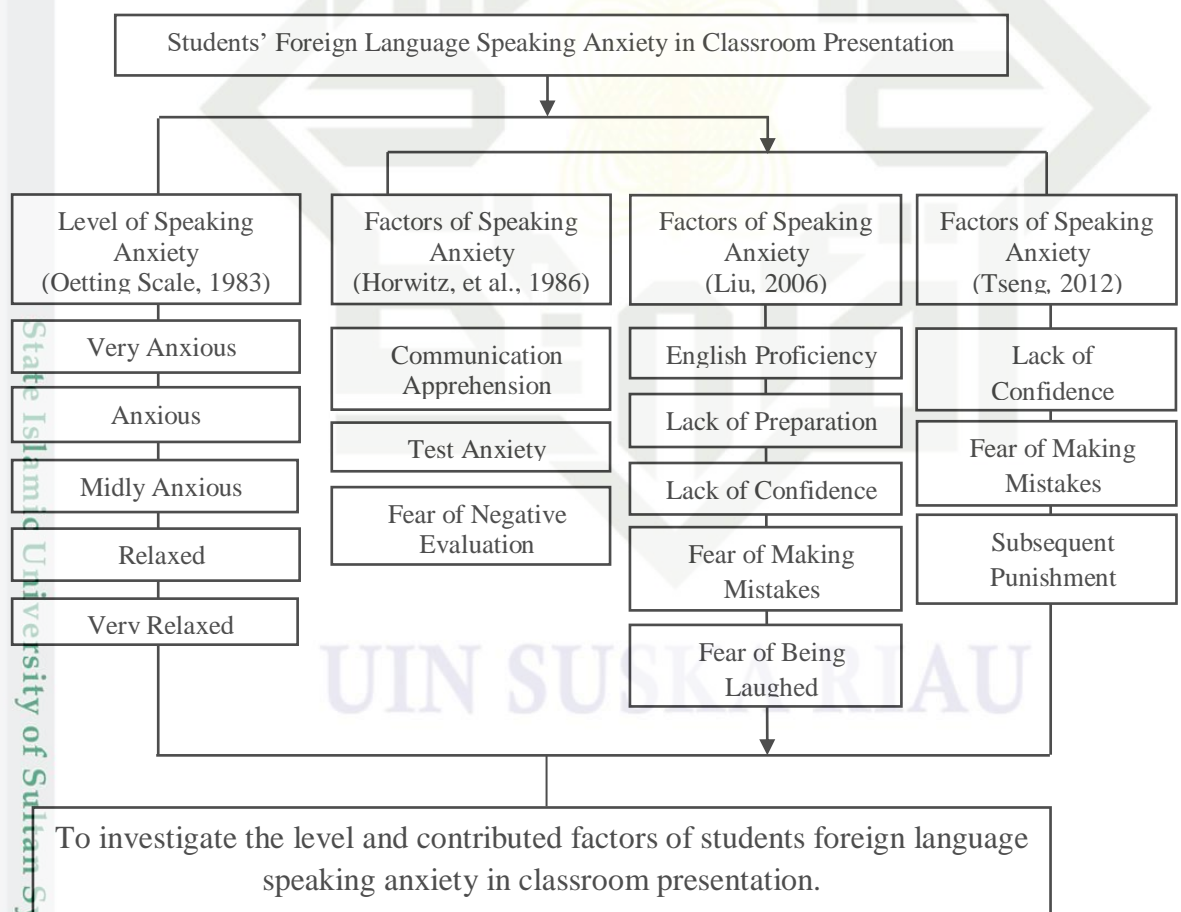 Students’ Foreign Language Speaking Anxiety in Classroom Presentation
Level of Speaking
Anxiety
(Oetting Scale, 1983)
Very Anxious
Anxious
Midly Anxious
Relaxed
Very Relaxed
Factors of Speaking
Anxiety
(Horwitz, et al., 1986)
Communication
Apprehension
Test Anxiety
Fear of Negative
Evaluation
Factors of Speaking
Anxiety
(Liu, 2006)
English Proficiency
Lack of Preparation
Lack of Confidence
Fear of Making
Mistakes
Fear of Being
Laughed
Factors of Speaking
Anxiety
(Tseng, 2012)
Lack of
Confidence
Fear of Making
Mistakes
Subsequent
Punishment
To investigate the level and contributed factors of students foreign language
speaking anxiety in classroom presentation.
UIN SUSKA RIAU
State Islamic University of Sultan